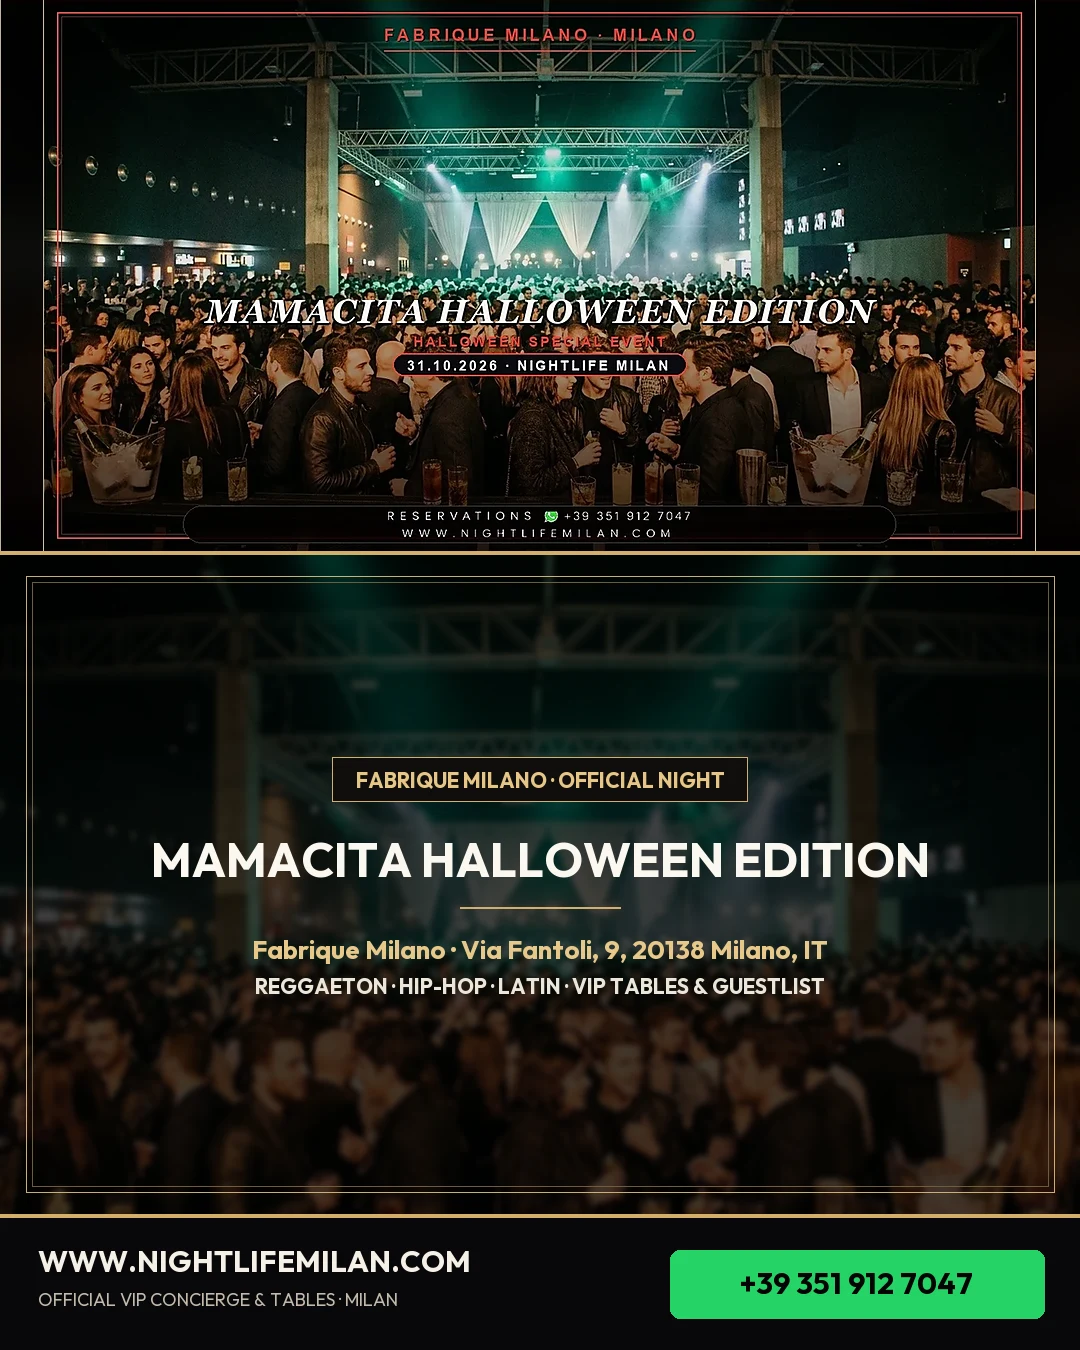 FABRIQUE MILANO · MILANO
MAMACITA HALLOWEEN EDITION
HALLOWEEN SPECIAL EVENT
31.10.2026 · NIGHTLIFE MILAN
RESERVATIONS +39 351 912 7047
WWW.NIGHTLIFEMILAN.COM
FABRIQUE MILANO · OFFICIAL NIGHT
MAMACITA HALLOWEEN EDITION
Fabrique Milano · Via Fantoli, 9, 20138 Milano, IT
REGGAETON · HIP-HOP · LATIN · VIP TABLES & GUESTLIST
WWW.NIGHTLIFEMILAN.COM
OFFICIAL VIP CONCIERGE & TABLES · MILAN
+39 351 912 7047